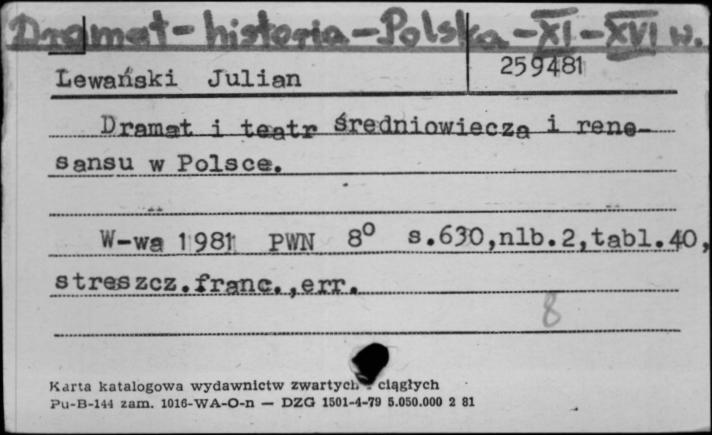 Dramat - historia - Polska - XI - XVI w.
259481
Lewański Julian
Dramat i teatr średniowiecza i rene-
sansu w Polsce.
W-wa 1981 PWN 8° s.630,nlb.2,tabl.40,
streszcz.franc.,err.
8
Karta katalogowa wydawnictw zwartych ciągłych
Pu-B-144 zam. 1016-WA-O-n — DZG 1501-4-79 5.050.000 2 81